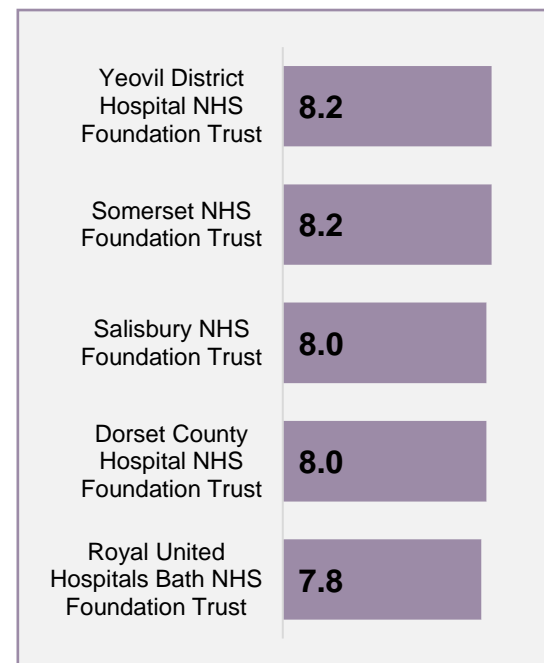 Yeovil District
Hospital NHS
Foundation Trust
8.2
Somerset NHS
Foundation Trust
8.2
Salisbury NHS
Foundation Trust
8.0
Dorset County
Hospital NHS
Foundation Trust
8.0
Royal United
Hospitals Bath NHS
Foundation Trust
7.8